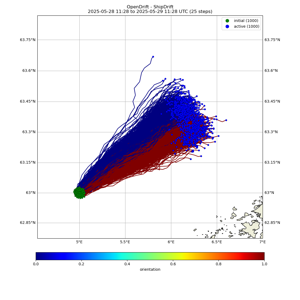 OpenDrift - ShipDrift
2025-05-28 11:28 to 2025-05-29 11:28 UTC (25 steps)
initial (1000)
active (1000)
63.75°N
63.6°N
63.45°N
63.3°N
63.15°N
63°N
62.85°N
5°E
5.5°E
6°E
6.5°E
7°E
0.0
0.2
0.4
0.6
0.8
1.0
orientation